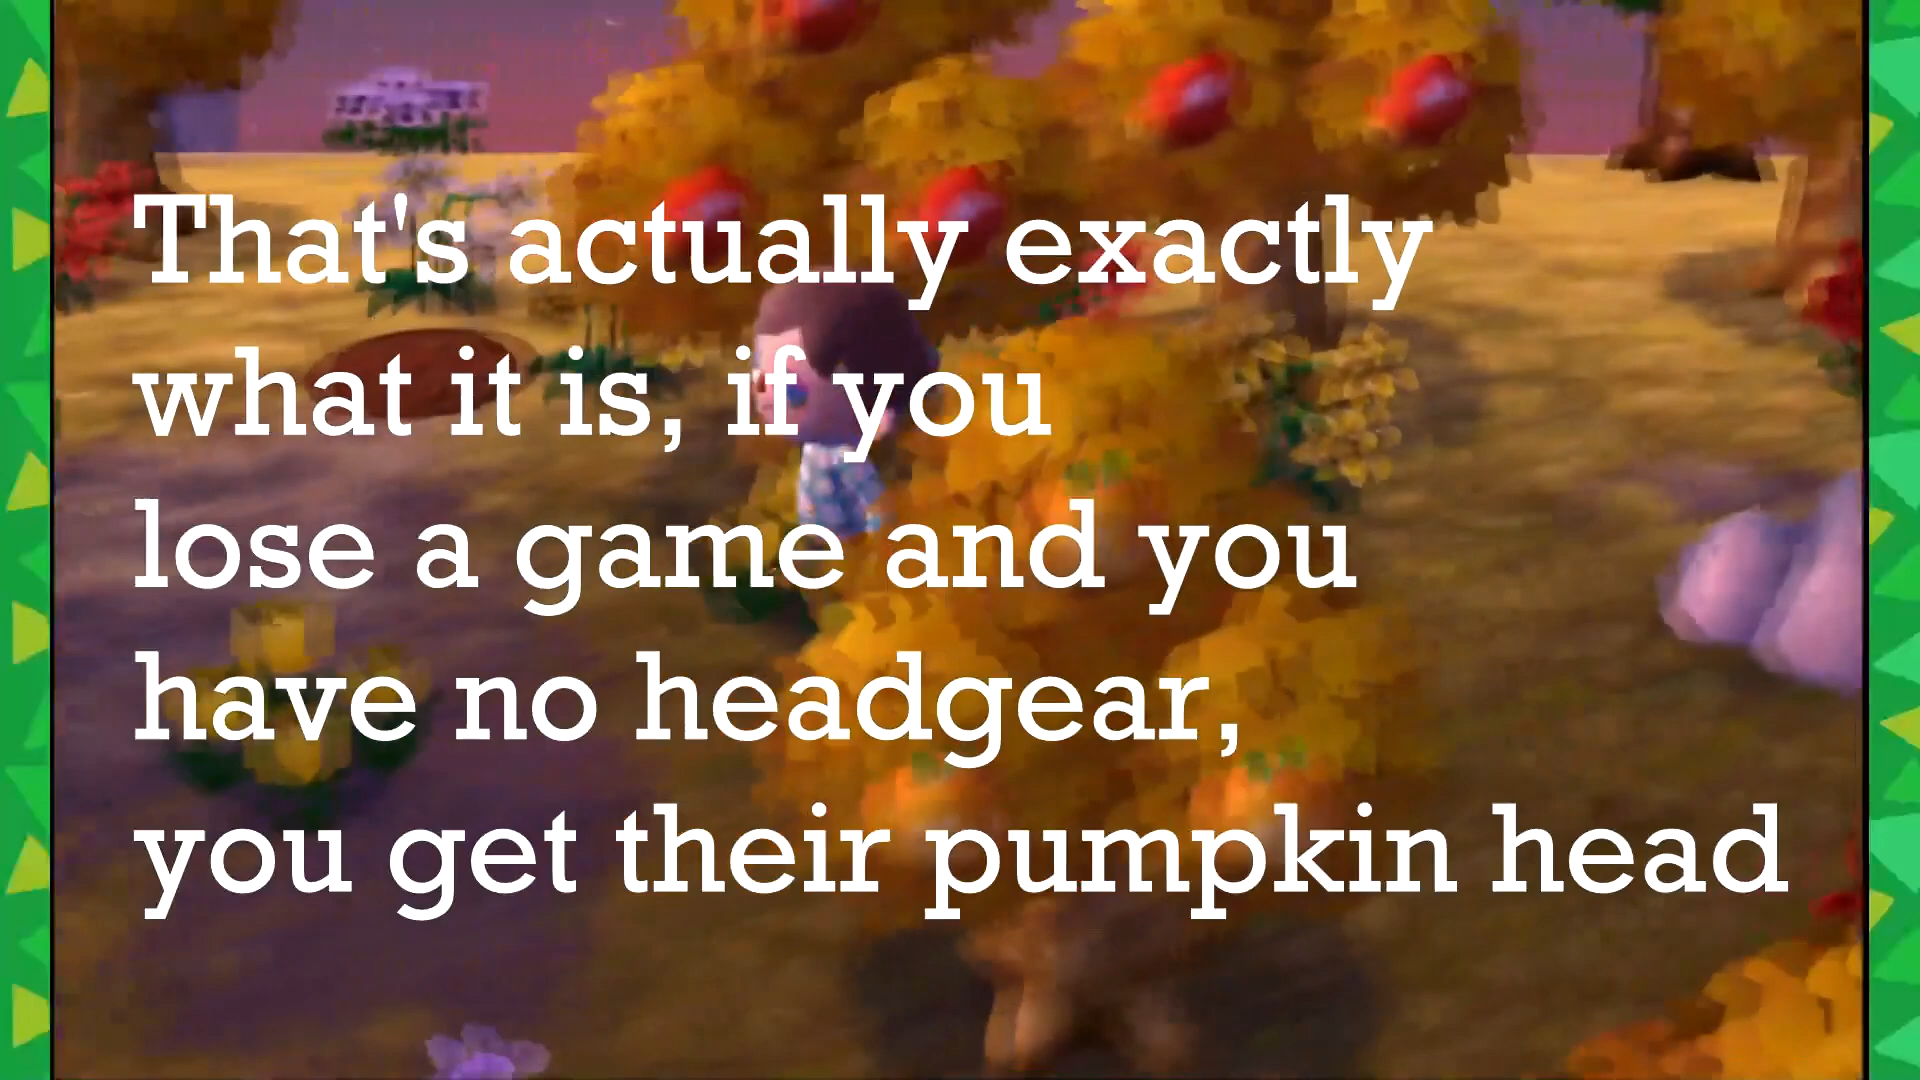 That's actually exactly
what it is, if you
lose a game and you
have no headgear,
you get their pumpkin head